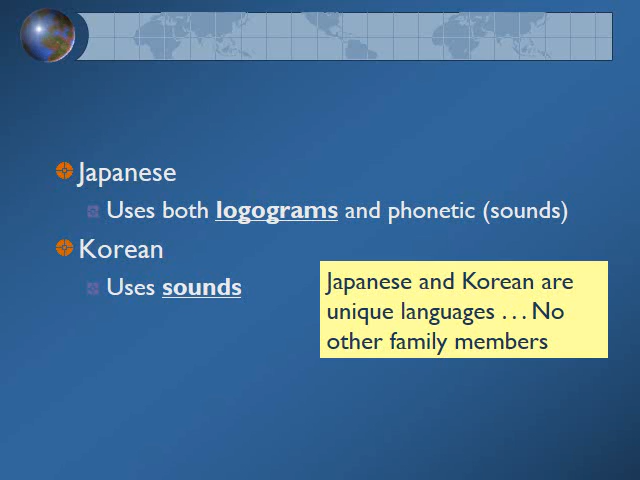 Japanese
Uses both logograms and phonetic (sounds)
Korean
Uses sounds
Japanese and Korean are
unique languages . . . No
other family members